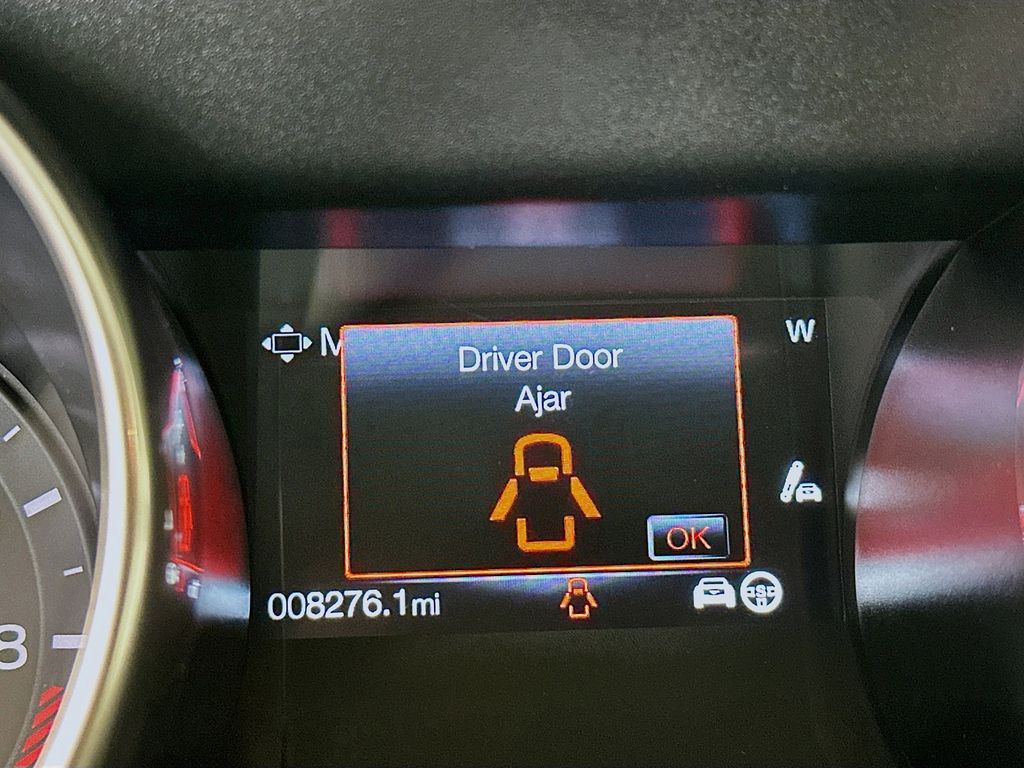 M
W
Driver Door
Ajar
OK
008276.1mi
S
8